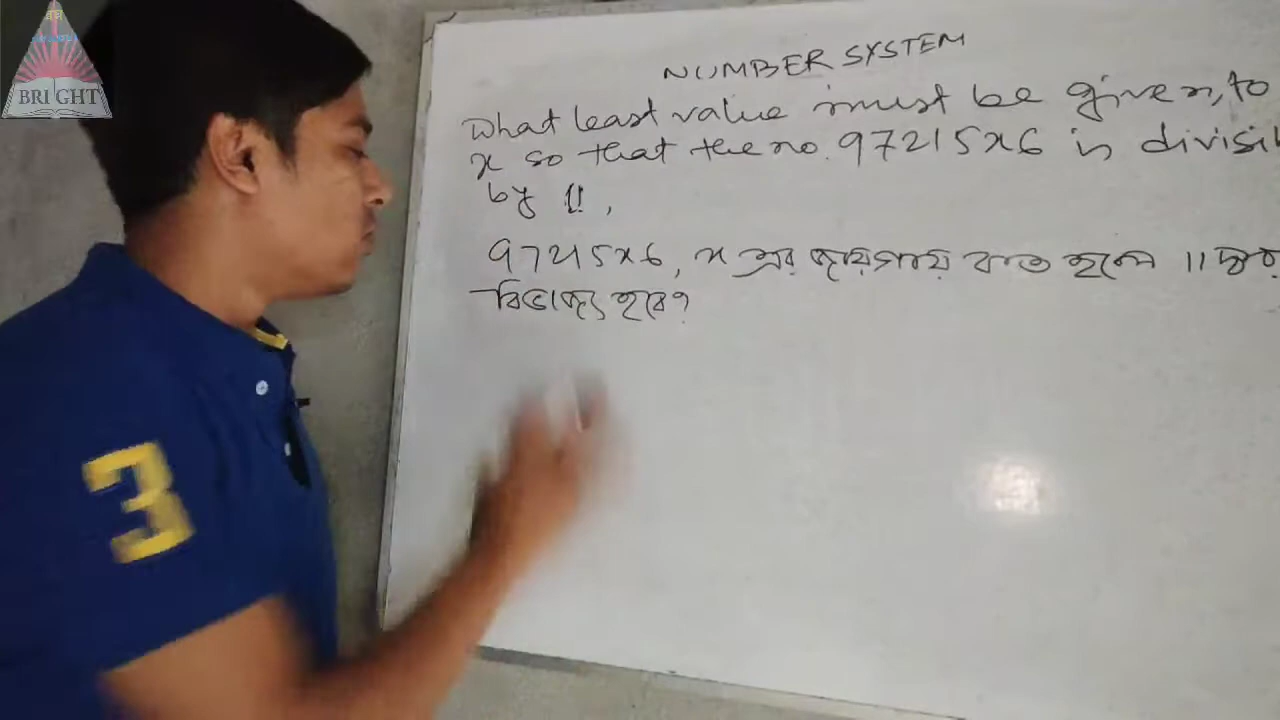 BRIGHT
NUMBER SYSTEM
What least value must be given, to
x so that the no. 97215x6 is divisi
by 11,
97215x6, x এর জায়গায় কত হলে 11 দ্বার
বিভাজ্য হবে?
3